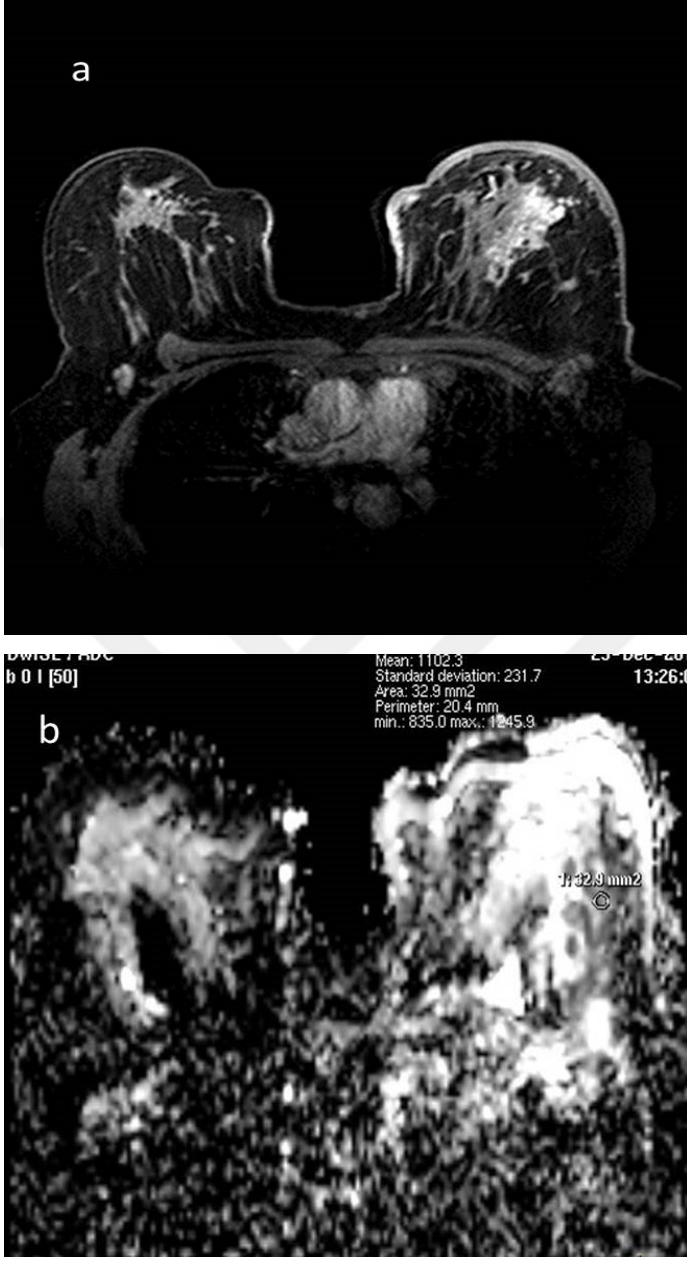 a
b 0 I [50]
b
Mean: 1102.3
Standard deviation: 231.7
Area: 32.9 mm2
Perimeter: 20.4 mm
min.: 835.0 max.: 1245.9
13:26:0
1: 32.9 mm2